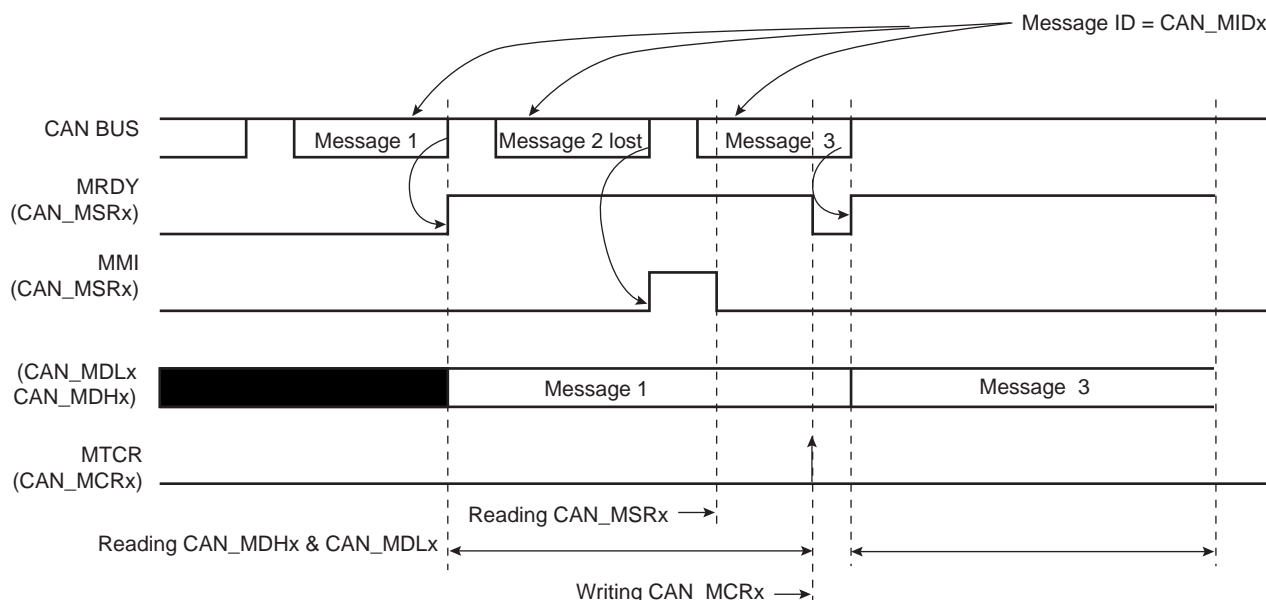 Message ID = CAN_MIDx
CAN BUS
Message 1
Message 2 lost
Message 3
MRDY
(CAN_MSRx)
MMI
(CAN_MSRx)
(CAN_MDLx
CAN_MDHx)
Message 1
Message 3
MTCR
(CAN_MCRx)
Reading CAN_MSRx
Reading CAN_MDHx & CAN_MDLx
Writing CAN_MCRx